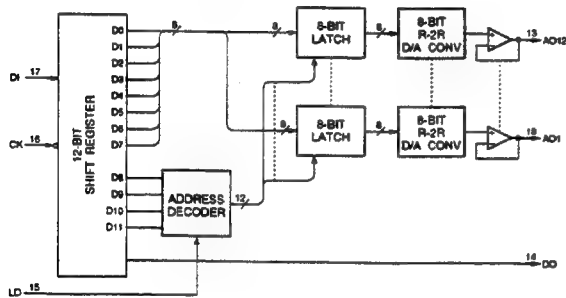 DI 17
CK 16
LD 15
12-BIT
SHIFT REGISTER
D0
D1
D2
D3
D4
D5
D6
D7
D8
D9
D10
D11
8
ADDRESS
DECODER
12
8
8-BIT
LATCH
8
8-BIT
R-2R
D/A CONV
13
AO12
8
8-BIT
LATCH
8
8-BIT
R-2R
D/A CONV
18
AO1
14
DO